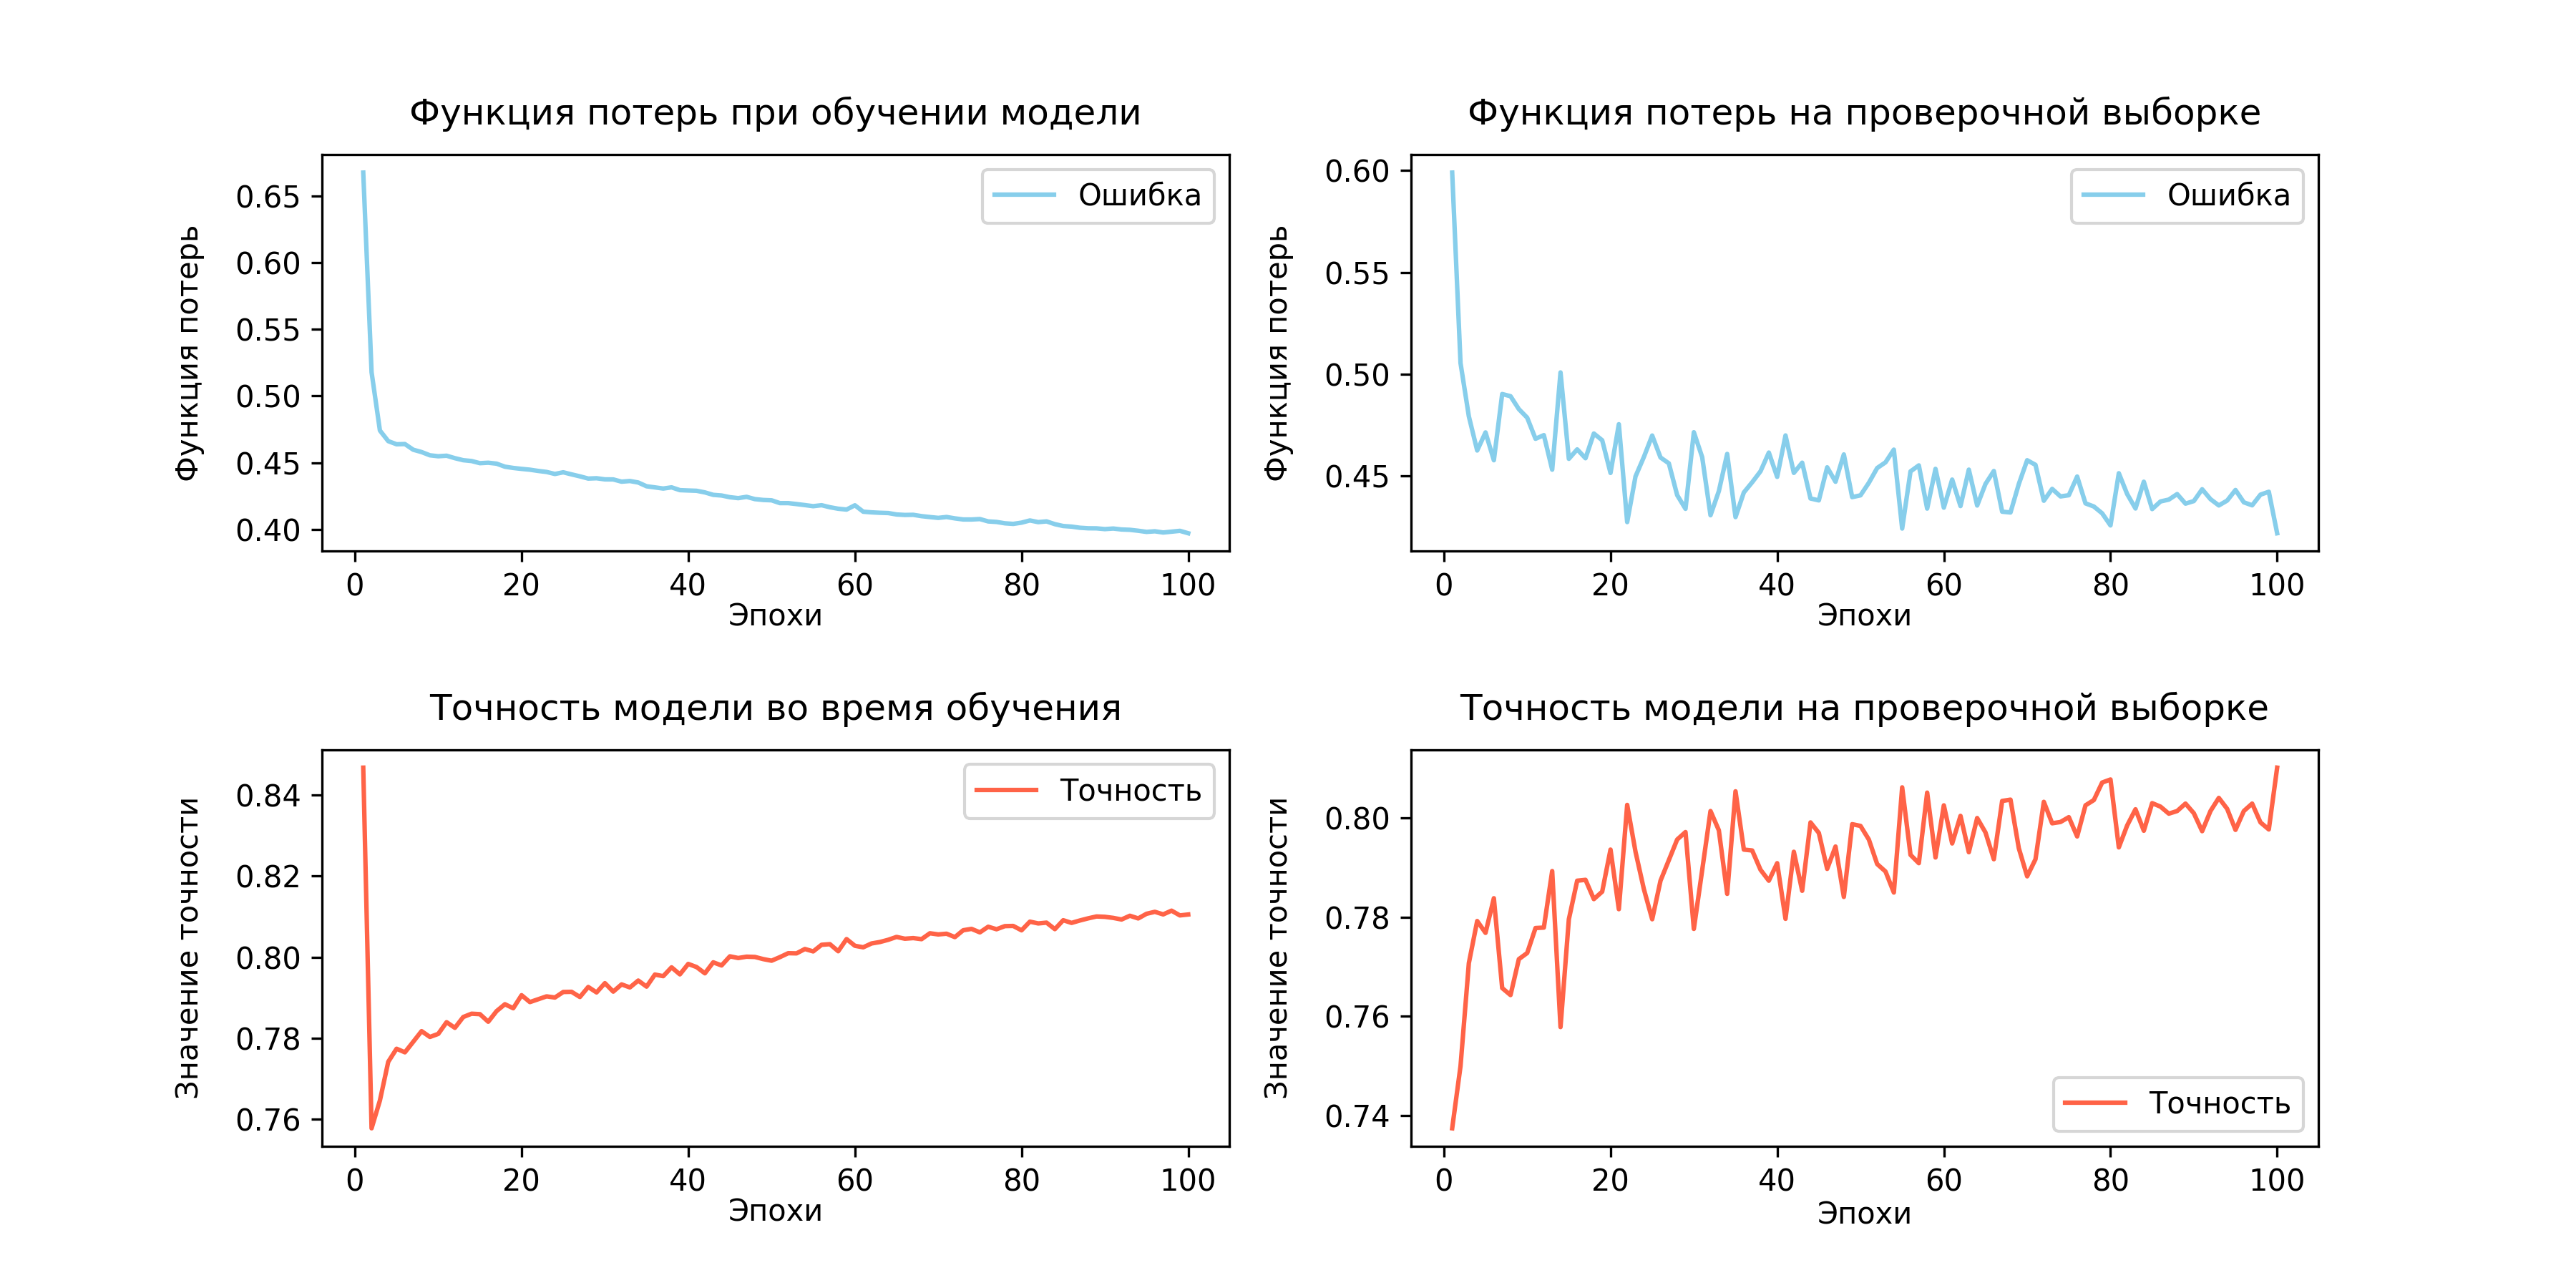 Функция потерь при обучении модели
Функция потерь
0.65
0.60
0.55
0.50
0.45
0.40
Ошибка
0 20 40 60 80 100
Эпохи
Функция потерь на проверочной выборке
Функция потерь
0.60
0.55
0.50
0.45
Ошибка
0 20 40 60 80 100
Эпохи
Точность модели во время обучения
Значение точности
0.84
0.82
0.80
0.78
0.76
Точность
0 20 40 60 80 100
Эпохи
Точность модели на проверочной выборке
Значение точности
0.80
0.78
0.76
0.74
Точность
0 20 40 60 80 100
Эпохи